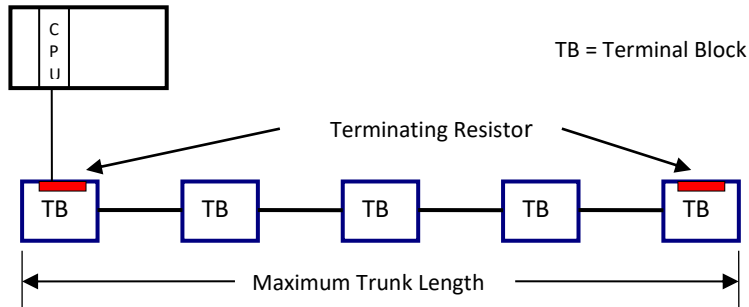 C
P
U
TB = Terminal Block
Terminating Resistor
TB TB TB TB TB
Maximum Trunk Length